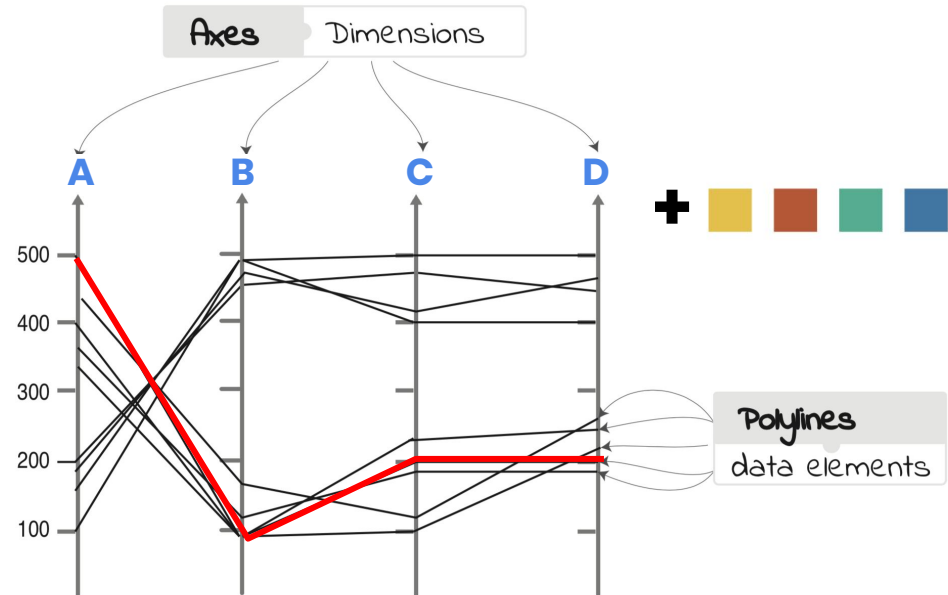 Axes Dimensions
A B C D
500
400
300
200
100
Polylines
data elements